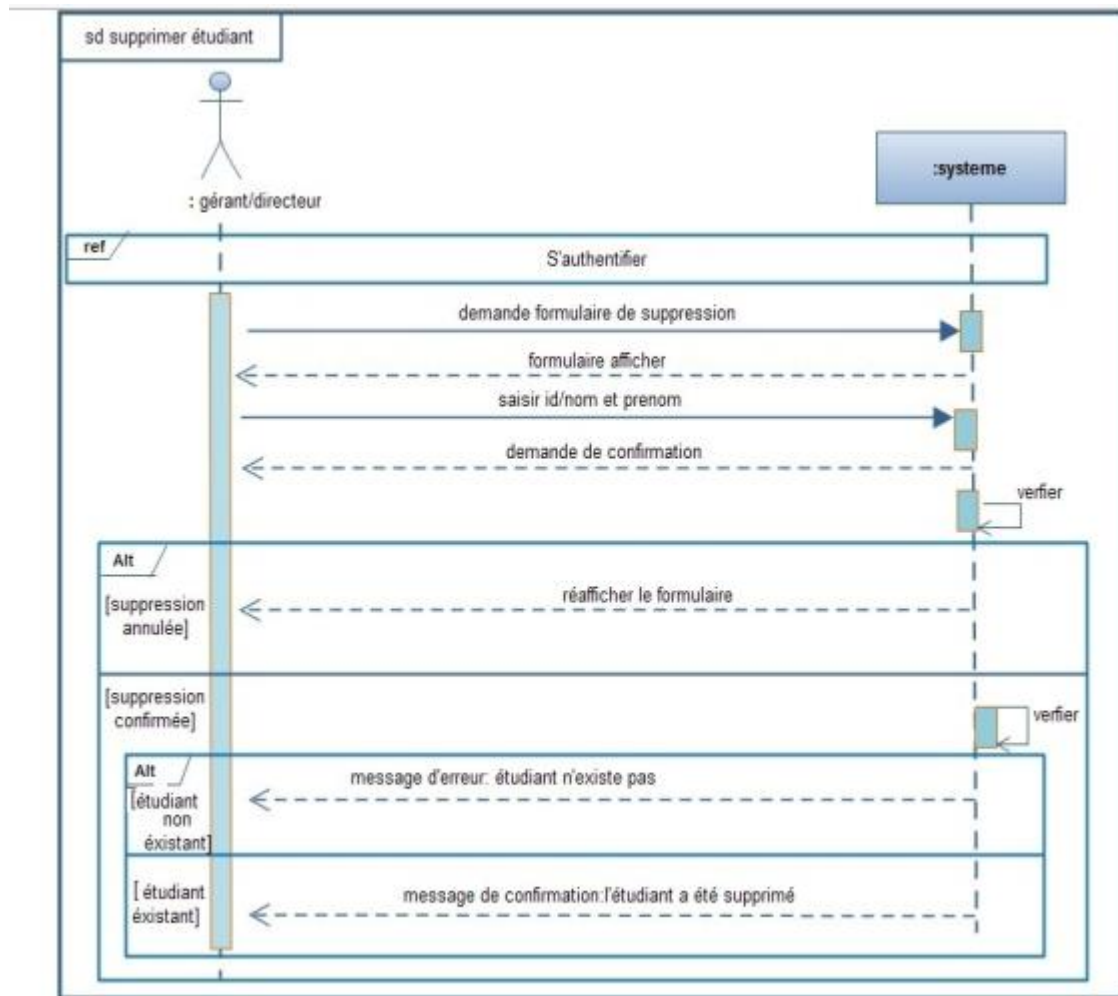 sd supprimer étudiant
: gérant/directeur
:systeme
ref
S'authentifier
demande formulaire de suppression
formulaire afficher
saisir id/nom et prenom
demande de confirmation
verfier
Alt
[suppression
annulée]
réafficher le formulaire
[suppression
confirmée]
verfier
Alt
[étudiant
non
éxistant]
message d'erreur: étudiant n'existe pas
[ étudiant
éxistant]
message de confirmation:l'étudiant a été supprimé